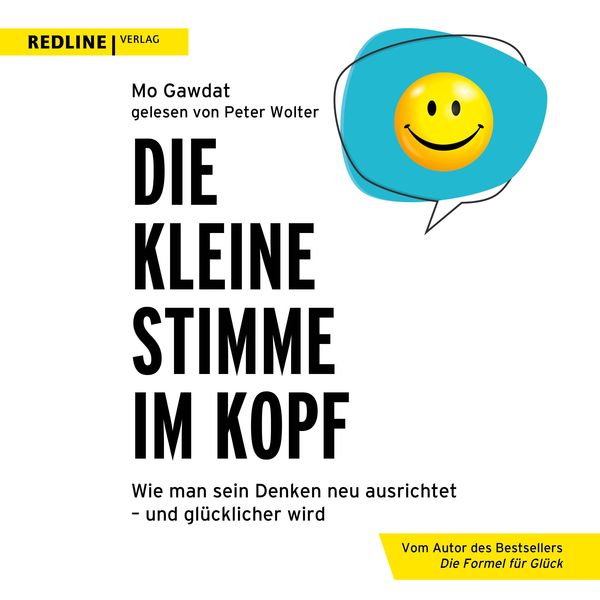 REDLINE | VERLAG
Mo Gawdat
gelesen von Peter Wolter
DIE
KLEINE
STIMME
IM KOPF
Wie man sein Denken neu ausrichtet
– und glücklicher wird
Vom Autor des Bestsellers
Die Formel für Glück